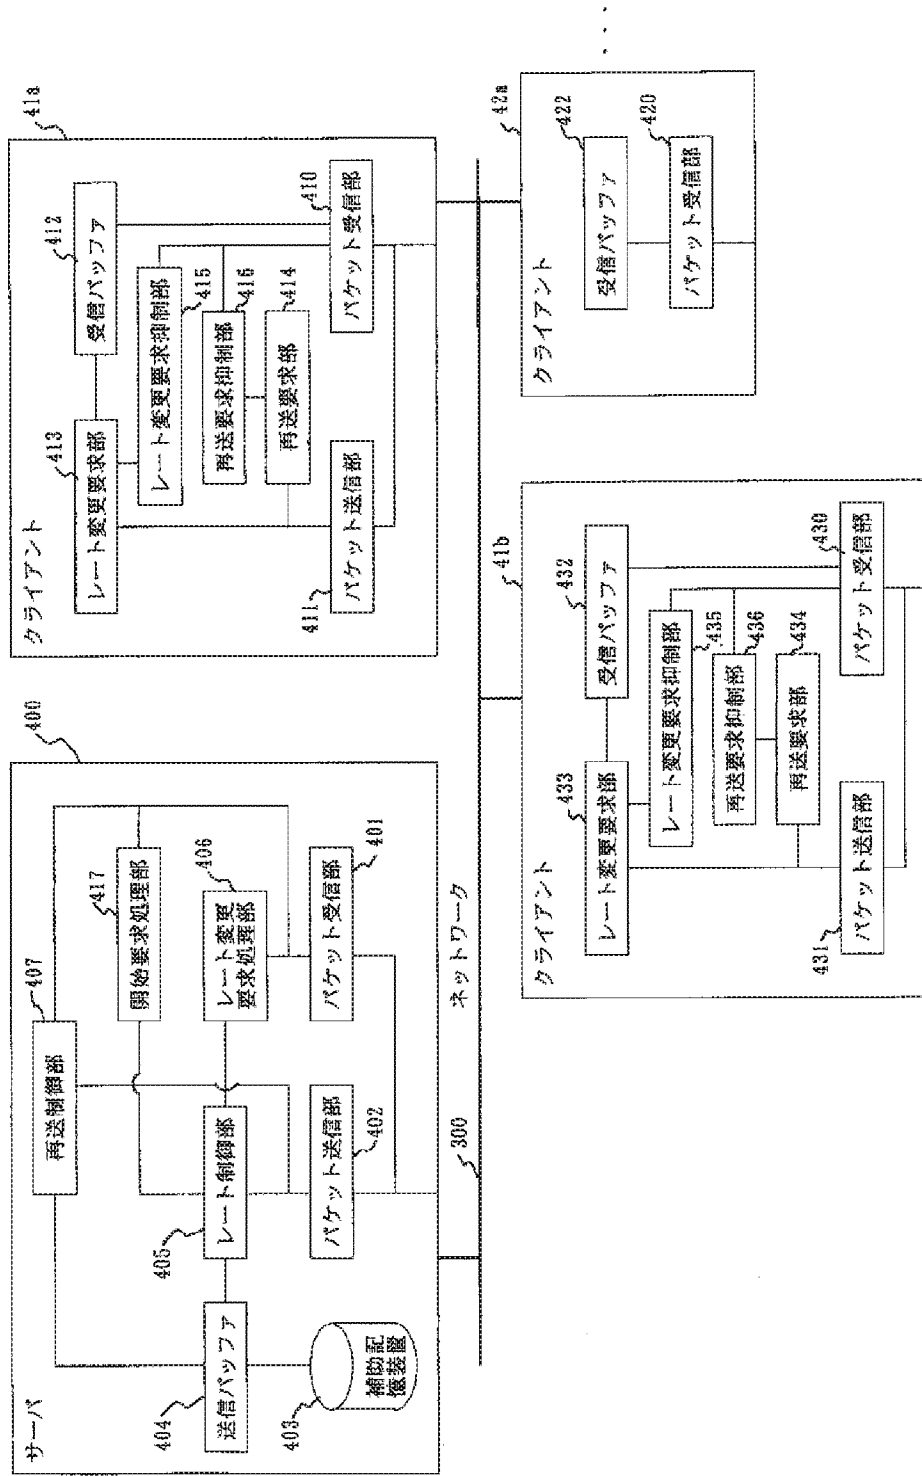 サーバ
400
再送制御部
407
開始要求処理部
417
送信バッファ
404
レート制御部
405
レート変更
要求処理部
406
補助記
憶装置
403
パケット送信部
402
パケット受信部
401
クライアント
41a
レート変更要求部
413
受信バッファ
412
レート変更要求抑制部
415
再送要求抑制部
416
再送要求部
414
パケット送信部
411
パケット受信部
410
300
ネットワーク
クライアント
41b
レート変更要求部
433
受信バッファ
432
レート変更要求抑制部
435
再送要求抑制部
436
再送要求部
434
パケット送信部
431
パケット受信部
430
クライアント
42a
受信バッファ
422
パケット受信部
420
・・・